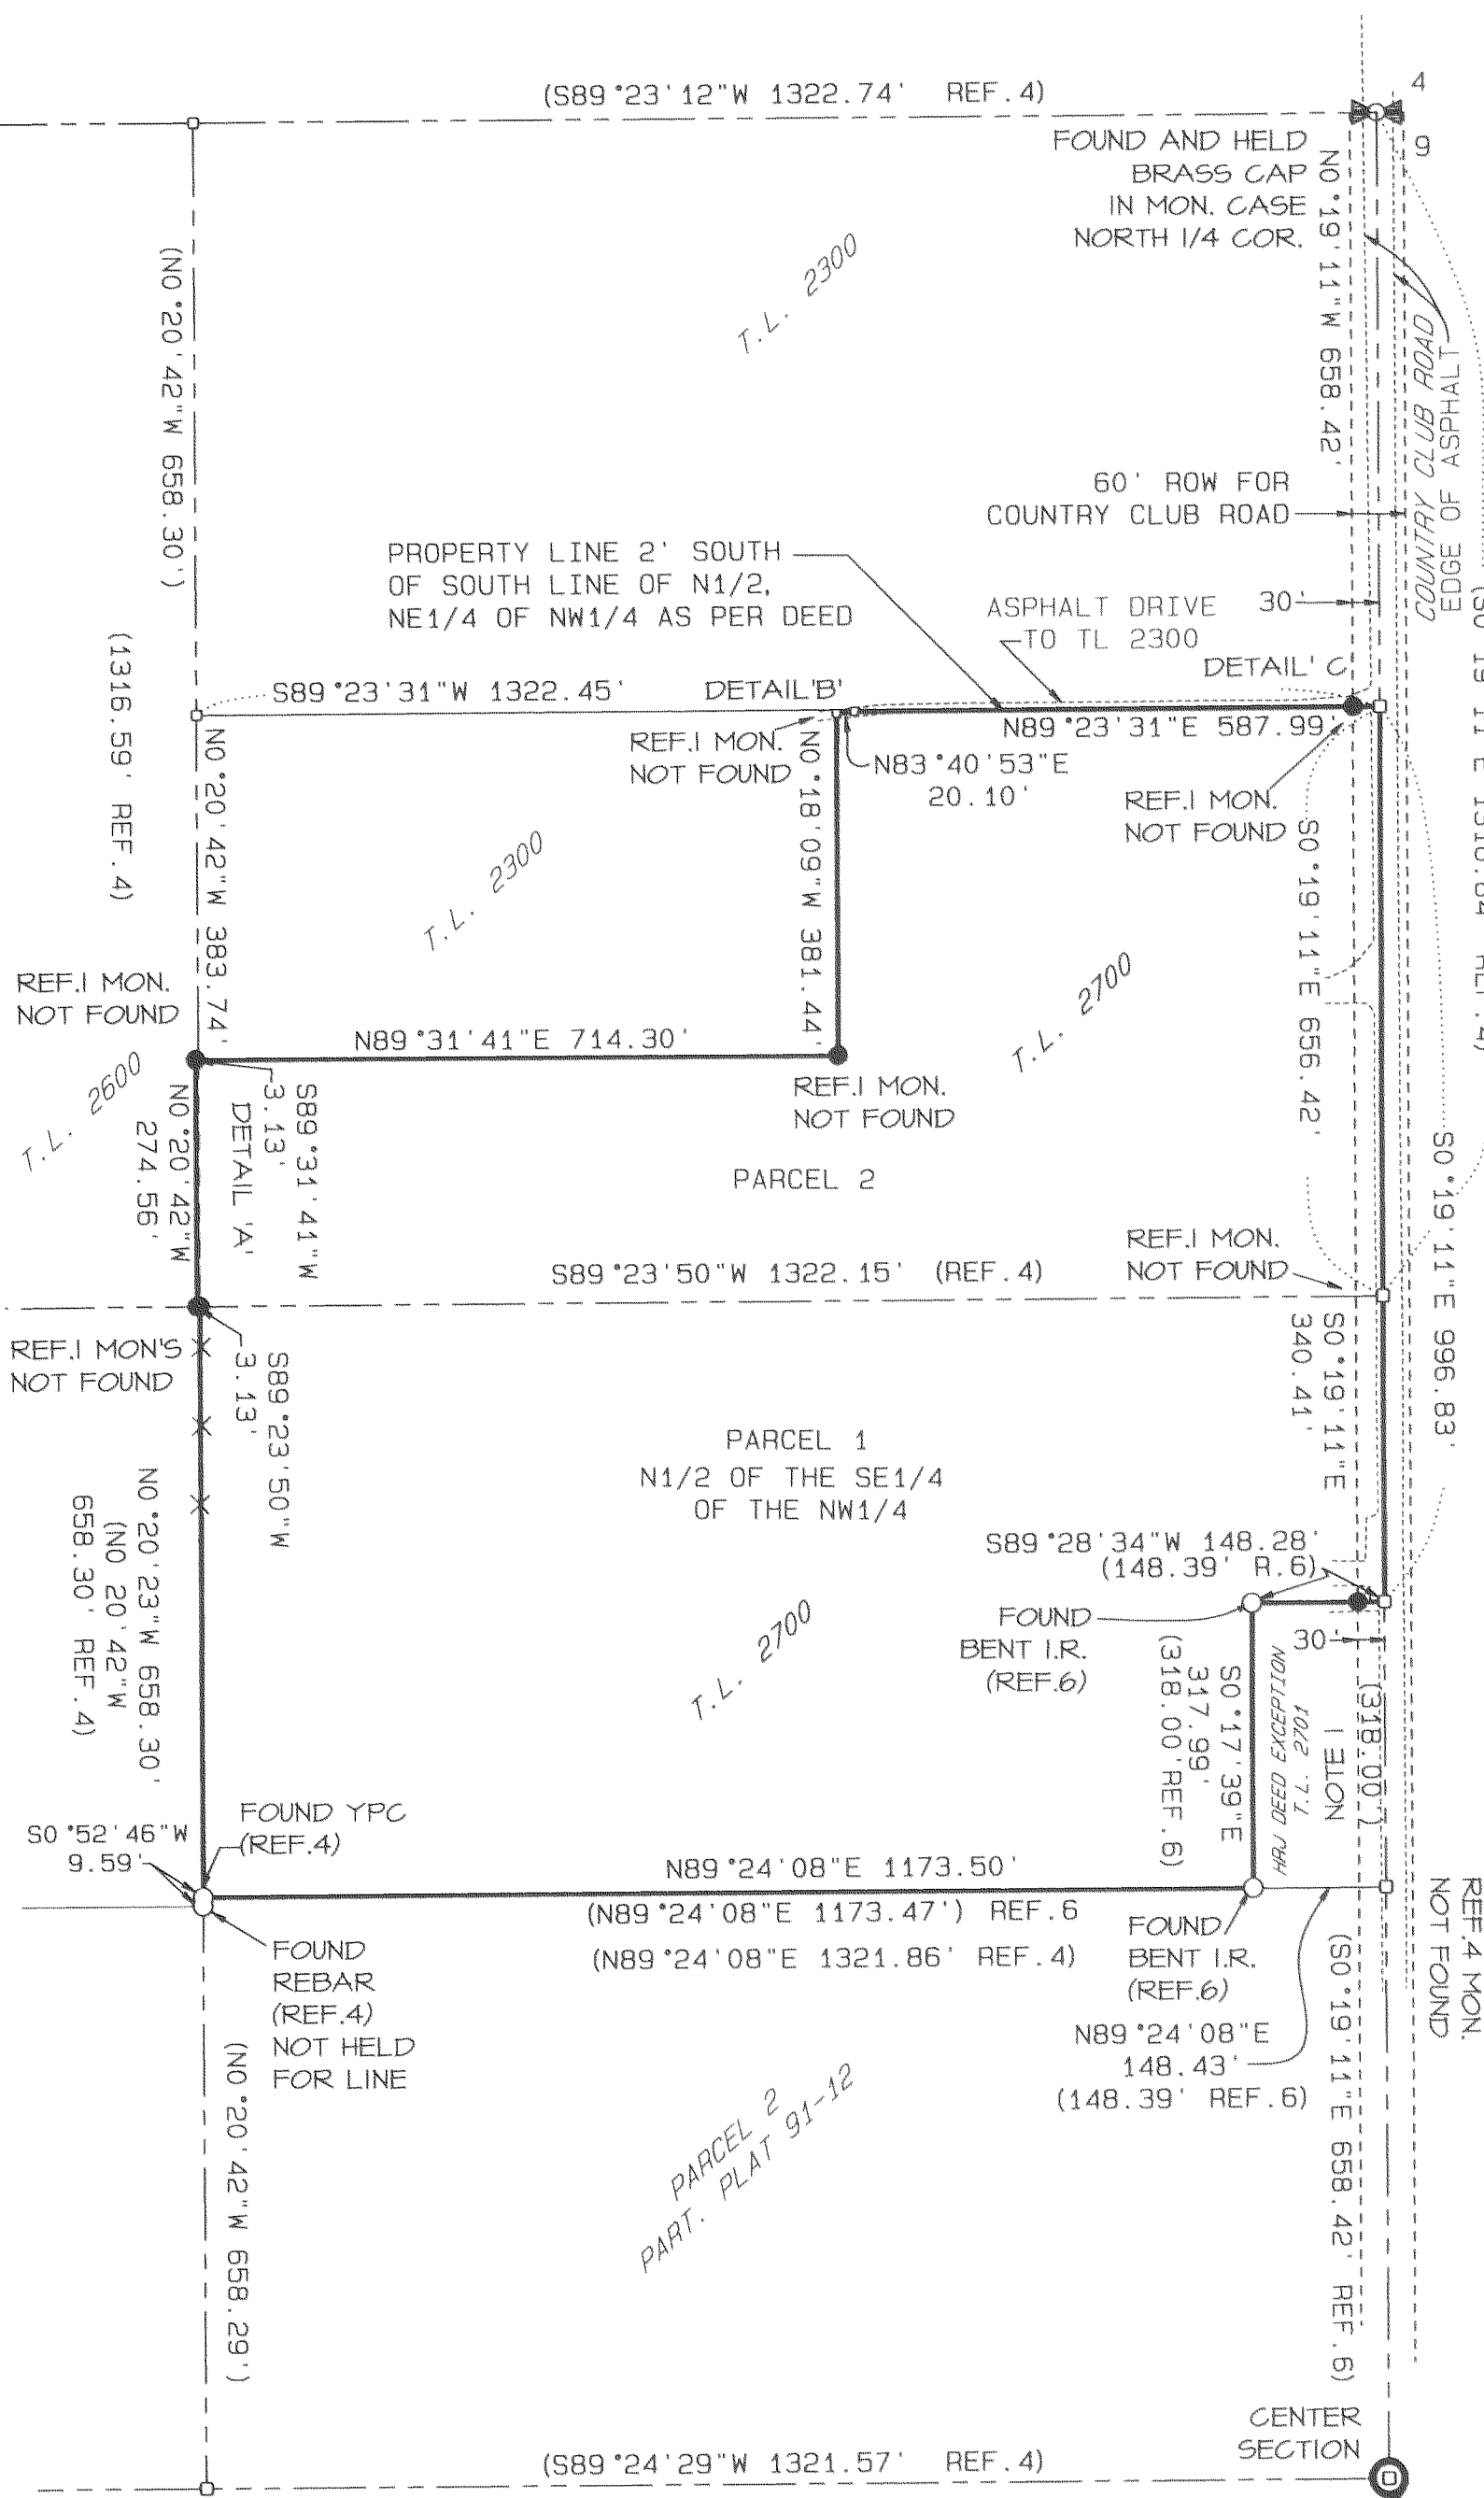 (S89°23'12"W 1322.74' REF.4)
4
9
FOUND AND HELD
BRASS CAP
IN MON. CASE
NORTH 1/4 COR.
N0°19'11"W 658.42'
COUNTRY CLUB ROAD
EDGE OF ASPHALT
(N0°20'42"W 658.30')
T.L. 2300
60' ROW FOR
COUNTRY CLUB ROAD
PROPERTY LINE 2' SOUTH
OF SOUTH LINE OF N1/2,
NE1/4 OF NW1/4 AS PER DEED
ASPHALT DRIVE
TO TL 2300
30'
DETAIL' C
(1316.59' REF.4)
S89°23'31"W 1322.45'
DETAIL'B'
N89°23'31"E 587.99'
REF.1 MON.
NOT FOUND
N83°40'53"E
20.10'
REF.1 MON.
NOT FOUND
N0°20'42"W 383.74'
N0°18'09"W 381.44'
S0°19'11"E 656.42'
T.L. 2300
T.L. 2700
REF.1 MON.
NOT FOUND
N89°31'41"E 714.30'
REF.1 MON.
NOT FOUND
T.L. 2600
N0°20'42"W
274.56'
S89°31'41"W
3.13'
DETAIL 'A'
PARCEL 2
S0°19'11"E 996.83'
REF.1 MON.
NOT FOUND
S89°23'50"W 1322.15' (REF.4)
REF.1 MON'S
NOT FOUND
S89°23'50"W
3.13'
S0°19'11"E
340.41'
PARCEL 1
N1/2 OF THE SE1/4
OF THE NW1/4
N0°20'23"W 658.30'
(N0 20'42"W
658.30' REF.4)
S89°28'34"W 148.28'
(148.39' R.6)
FOUND
BENT I.R.
(REF.6)
30'
T.L. 2700
S0°17'39"E
317.99'
(318.00'REF.6)
HRJ DEED EXCEPTION
T.L. 2701
NOTE 1
(318.00')
FOUND YPC
(REF.4)
S0°52'46"W
9.59'
N89°24'08"E 1173.50'
(N89°24'08"E 1173.47') REF.6
(N89°24'08"E 1321.86' REF.4)
FOUND
BENT I.R.
(REF.6)
REF.4 MON.
NOT FOUND
FOUND
REBAR
(REF.4)
NOT HELD
FOR LINE
N89°24'08"E
148.43'
(148.39' REF.6)
(S0°19'11"E 658.42' REF.6)
(N0°20'42"W 658.29')
PARCEL 2
PART. PLAT 91-12
CENTER
SECTION
(S89°24'29"W 1321.57' REF.4)